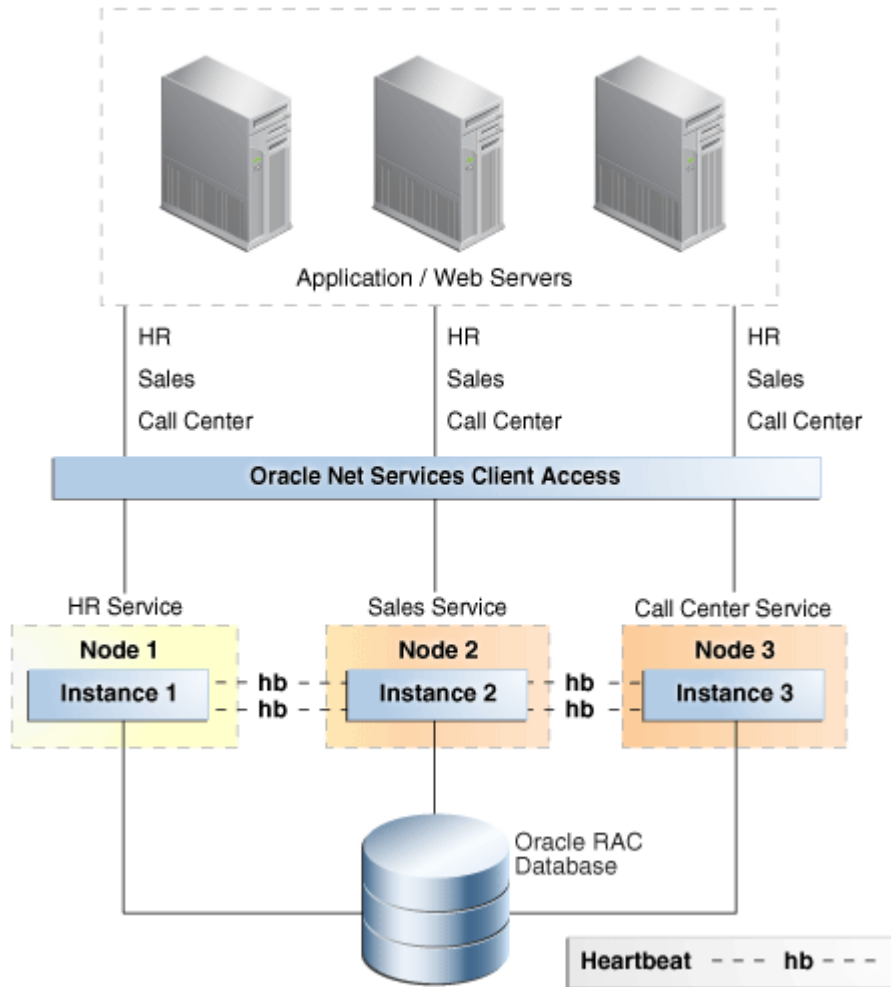 Application / Web Servers
HR
Sales
Call Center
HR
Sales
Call Center
HR
Sales
Call Center
Oracle Net Services Client Access
HR Service
Sales Service
Call Center Service
Node 1
Node 2
Node 3
Instance 1
hb
hb
Instance 2
hb
hb
Instance 3
Oracle RAC
Database
Heartbeat --- hb ---